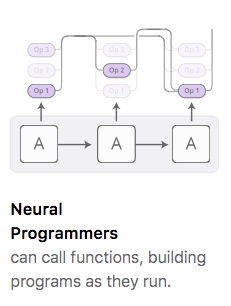 Op 3 Op 3 Op 3
Op 2 Op 2 Op 2
Op 1 Op 1 Op 1
A A A
Neural
Programmers
can call functions, building
programs as they run.